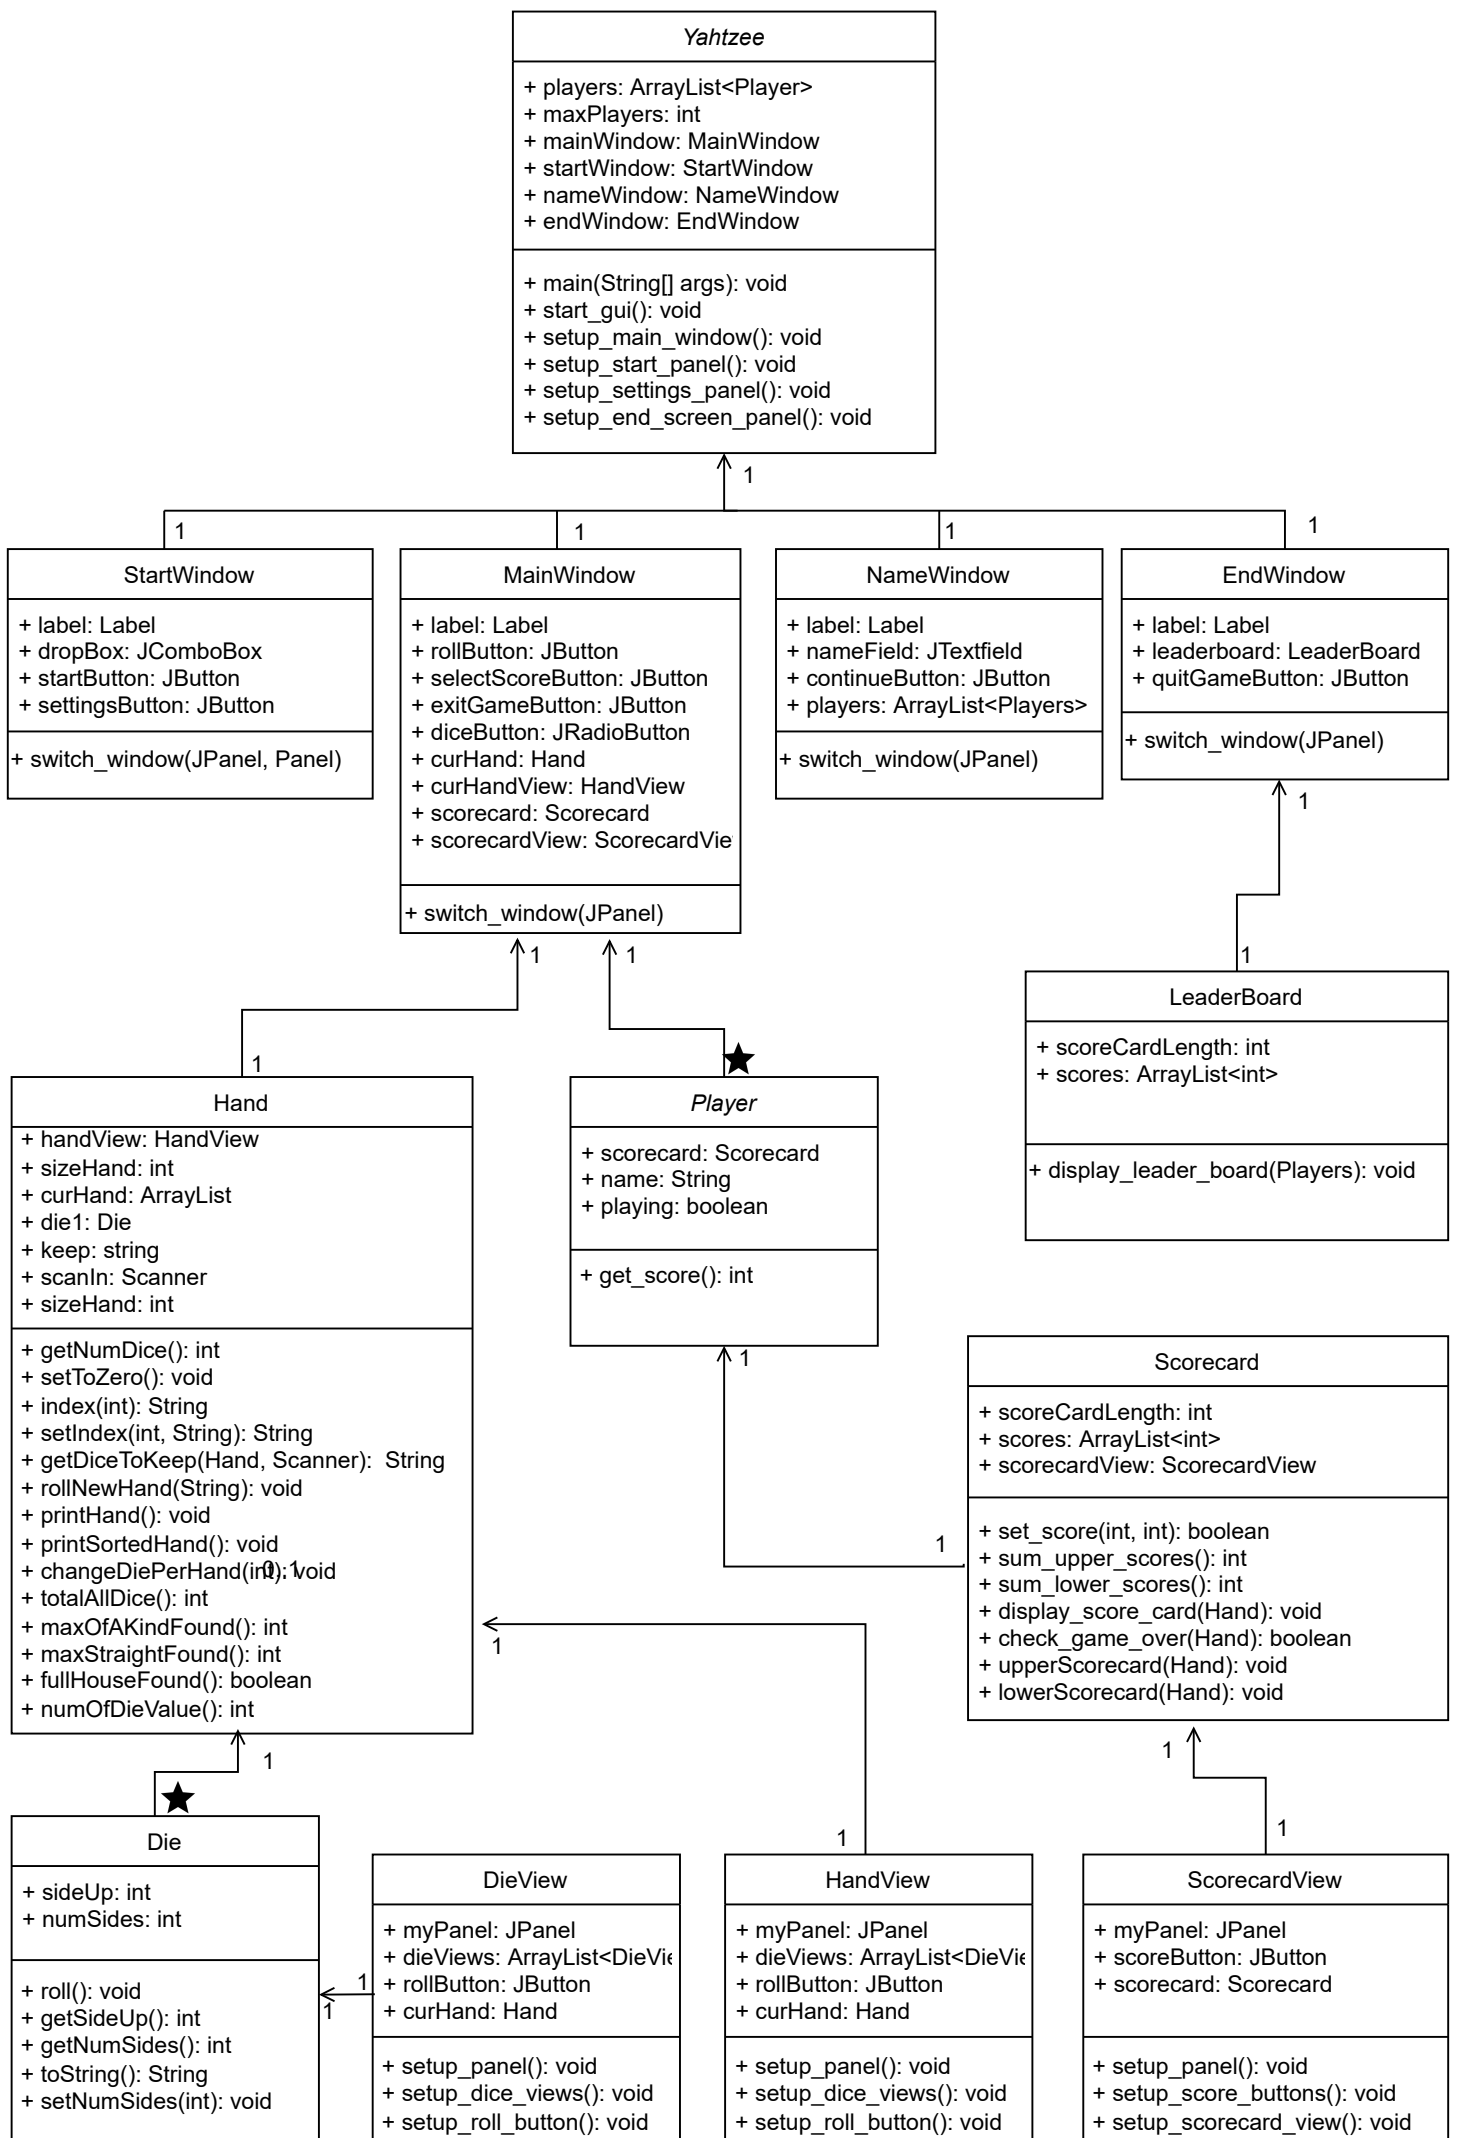 Yahtzee
+ players: ArrayList<Player>
+ maxPlayers: int
+ mainWindow: MainWindow
+ startWindow: StartWindow
+ nameWindow: NameWindow
+ endWindow: EndWindow
+ main(String[] args): void
+ start_gui(): void
+ setup_main_window(): void
+ setup_start_panel(): void
+ setup_settings_panel(): void
+ setup_end_screen_panel(): void
1
1
1
1
1
StartWindow
+ label: Label
+ dropBox: JComboBox
+ startButton: JButton
+ settingsButton: JButton
+ switch_window(JPanel, Panel)
MainWindow
+ label: Label
+ rollButton: JButton
+ selectScoreButton: JButton
+ exitGameButton: JButton
+ diceButton: JRadioButton
+ curHand: Hand
+ curHandView: HandView
+ scorecard: Scorecard
+ scorecardView: ScorecardVie
+ switch_window(JPanel)
NameWindow
+ label: Label
+ nameField: JTextfield
+ continueButton: JButton
+ players: ArrayList<Players>
+ switch_window(JPanel)
EndWindow
+ label: Label
+ leaderboard: LeaderBoard
+ quitGameButton: JButton
+ switch_window(JPanel)
1
1
1
1
1
LeaderBoard
+ scoreCardLength: int
+ scores: ArrayList<int>
+ display_leader_board(Players): void
Hand
+ handView: HandView
+ sizeHand: int
+ curHand: ArrayList
+ die1: Die
+ keep: string
+ scanIn: Scanner
+ sizeHand: int
+ getNumDice(): int
+ setToZero(): void
+ index(int): String
+ setIndex(int, String): String
+ getDiceToKeep(Hand, Scanner):  String
+ rollNewHand(String): void
+ printHand(): void
+ printSortedHand(): void
+ changeDiePerHand(int): void
0..1
+ totalAllDice(): int
+ maxOfAKindFound(): int
+ maxStraightFound(): int
+ fullHouseFound(): boolean
+ numOfDieValue(): int
Player
+ scorecard: Scorecard
+ name: String
+ playing: boolean
+ get_score(): int
1
1
Scorecard
+ scoreCardLength: int
+ scores: ArrayList<int>
+ scorecardView: ScorecardView
+ set_score(int, int): boolean
+ sum_upper_scores(): int
+ sum_lower_scores(): int
+ display_score_card(Hand): void
+ check_game_over(Hand): boolean
+ upperScorecard(Hand): void
+ lowerScorecard(Hand): void
1
1
1
1
1
Die
+ sideUp: int
+ numSides: int
+ roll(): void
+ getSideUp(): int
+ getNumSides(): int
+ toString(): String
+ setNumSides(int): void
1
1
DieView
+ myPanel: JPanel
+ dieViews: ArrayList<DieVie
+ rollButton: JButton
+ curHand: Hand
+ setup_panel(): void
+ setup_dice_views(): void
+ setup_roll_button(): void
HandView
+ myPanel: JPanel
+ dieViews: ArrayList<DieVie
+ rollButton: JButton
+ curHand: Hand
+ setup_panel(): void
+ setup_dice_views(): void
+ setup_roll_button(): void
ScorecardView
+ myPanel: JPanel
+ scoreButton: JButton
+ scorecard: Scorecard
+ setup_panel(): void
+ setup_score_buttons(): void
+ setup_scorecard_view(): void